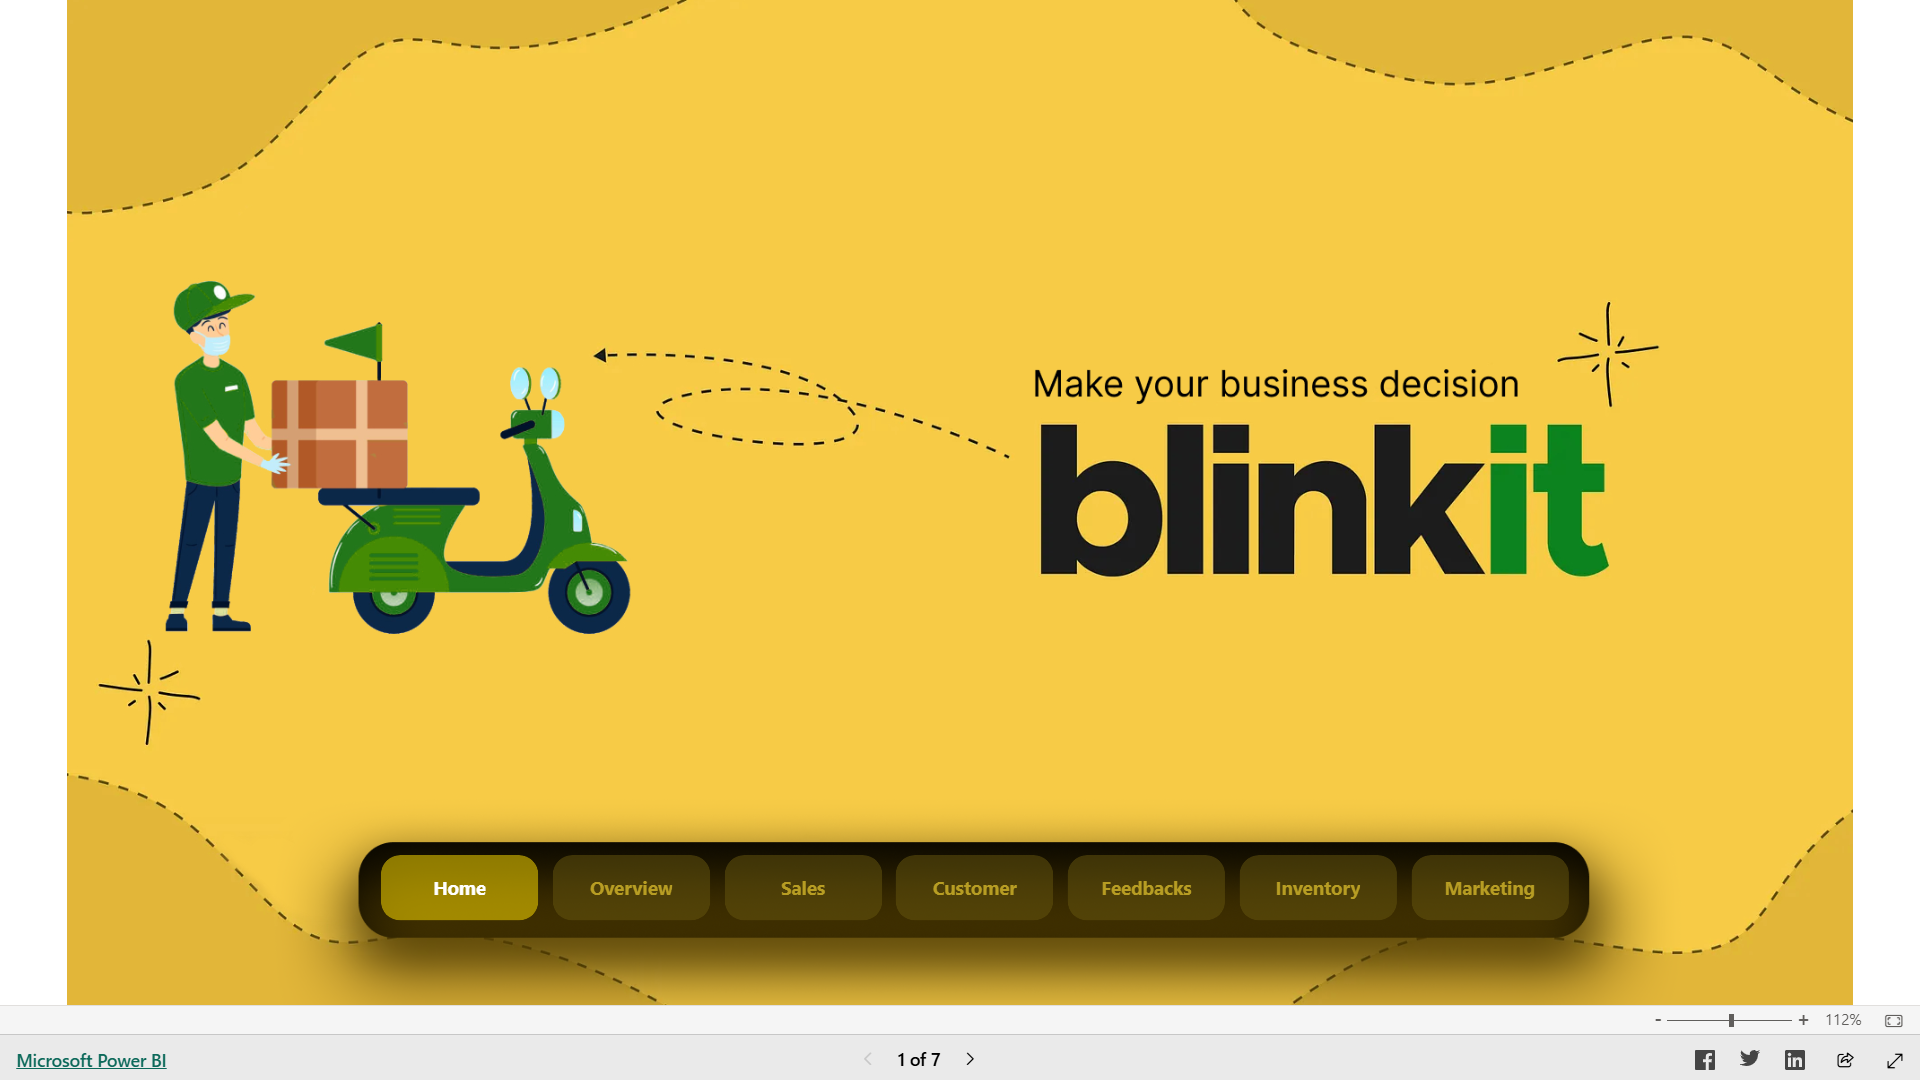 Make your business decision
blinkit
Home
Overview
Sales
Customer
Feedbacks
Inventory
Marketing
- + 112%
Microsoft Power BI
1 of 7